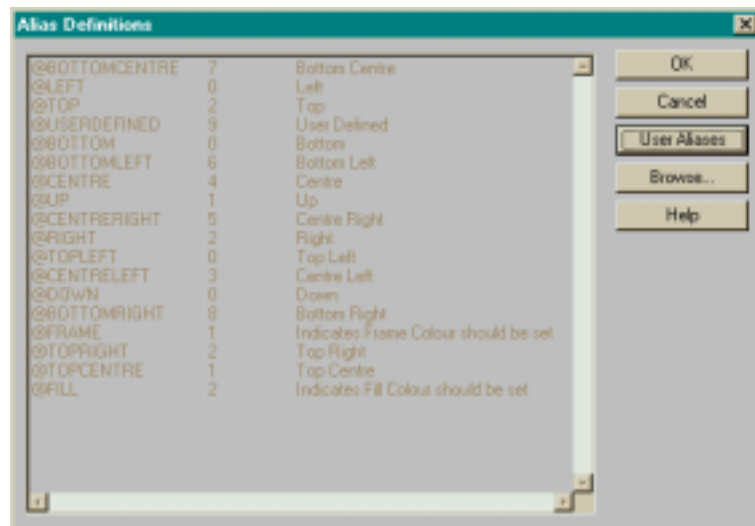 Alias Definitions
@BOTTOMCENTRE 7 Bottom Centre
@LEFT 0 Left
@TOP 2 Top
@USERDEFINED 9 User Defined
@BOTTOM 0 Bottom
@BOTTOMLEFT 6 Bottom Left
@CENTRE 4 Centre
@UP 1 Up
@CENTRERIGHT 5 Centre Right
@RIGHT 2 Right
@TOPLEFT 0 Top Left
@CENTRELEFT 3 Centre Left
@DOWN 0 Down
@BOTTOMRIGHT 8 Bottom Right
@FRAME 1 Indicates Frame Colour should be set
@TOPRIGHT 2 Top Right
@TOPCENTRE 1 Top Centre
@FILL 2 Indicates Fill Colour should be set
OK
Cancel
User Aliases
Browse...
Help